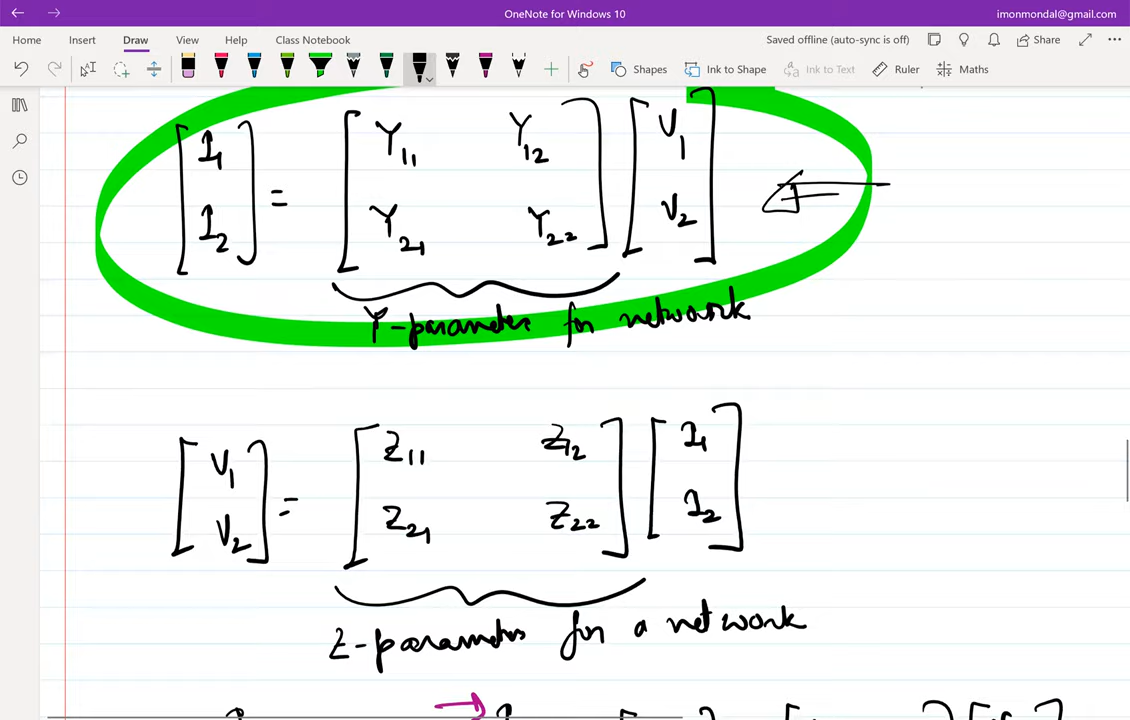 OneNote for Windows 10
imonmondal@gmail.com
Home Insert Draw View Help Class Notebook
Saved offline (auto-sync is off) Share
Shapes Ink to Shape Ink to Text Ruler Maths
[I1 I2] = [Y11 Y12 Y21 Y22] [V1 V2]
Y-parameter for network
[V1 V2] = [Z11 Z12 Z21 Z22] [I1 I2]
Z-parameter for a network